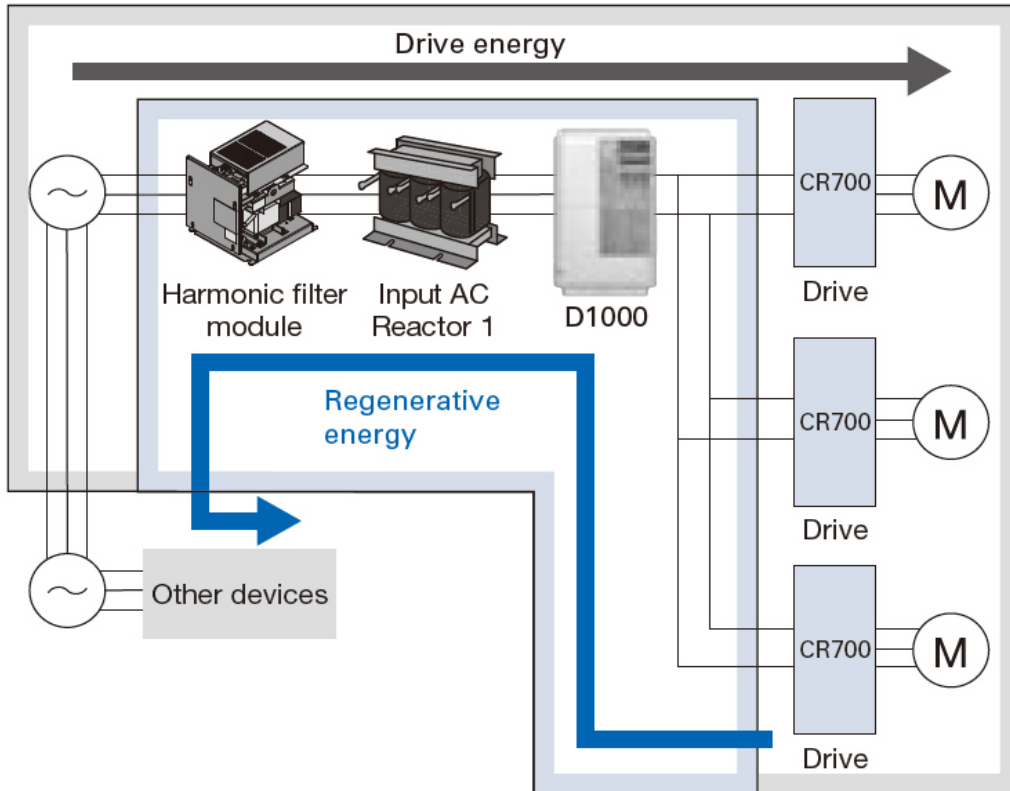 Drive energy
Harmonic filter
module
Input AC
Reactor 1
D1000
CR700
M
Drive
Regenerative
energy
CR700
M
Drive
Other devices
CR700
M
Drive